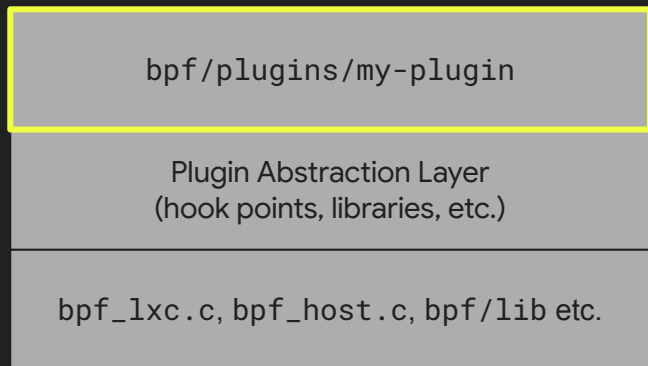 bpf/plugins/my-plugin
Plugin Abstraction Layer
(hook points, libraries, etc.)
bpf_lxc.c, bpf_host.c, bpf/lib etc.